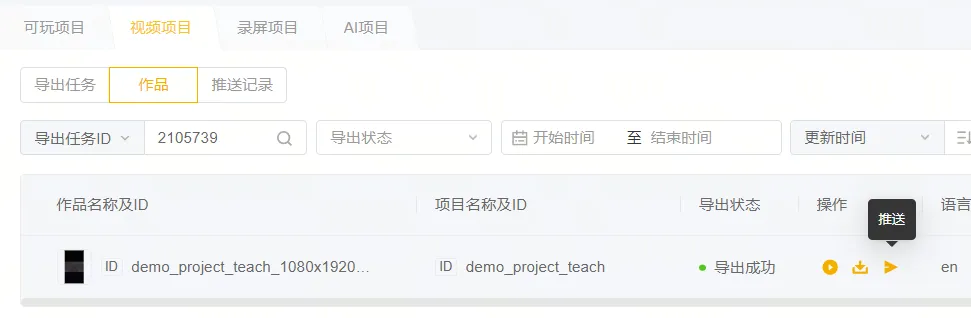 可玩项目 视频项目 录屏项目 AI项目
导出任务 作品 推送记录
导出任务ID 2105739 导出状态 开始时间 至 结束时间 更新时间
作品名称及ID 项目名称及ID 导出状态 操作 推送 语言
ID demo_project_teach_1080x1920... ID demo_project_teach 导出成功 en